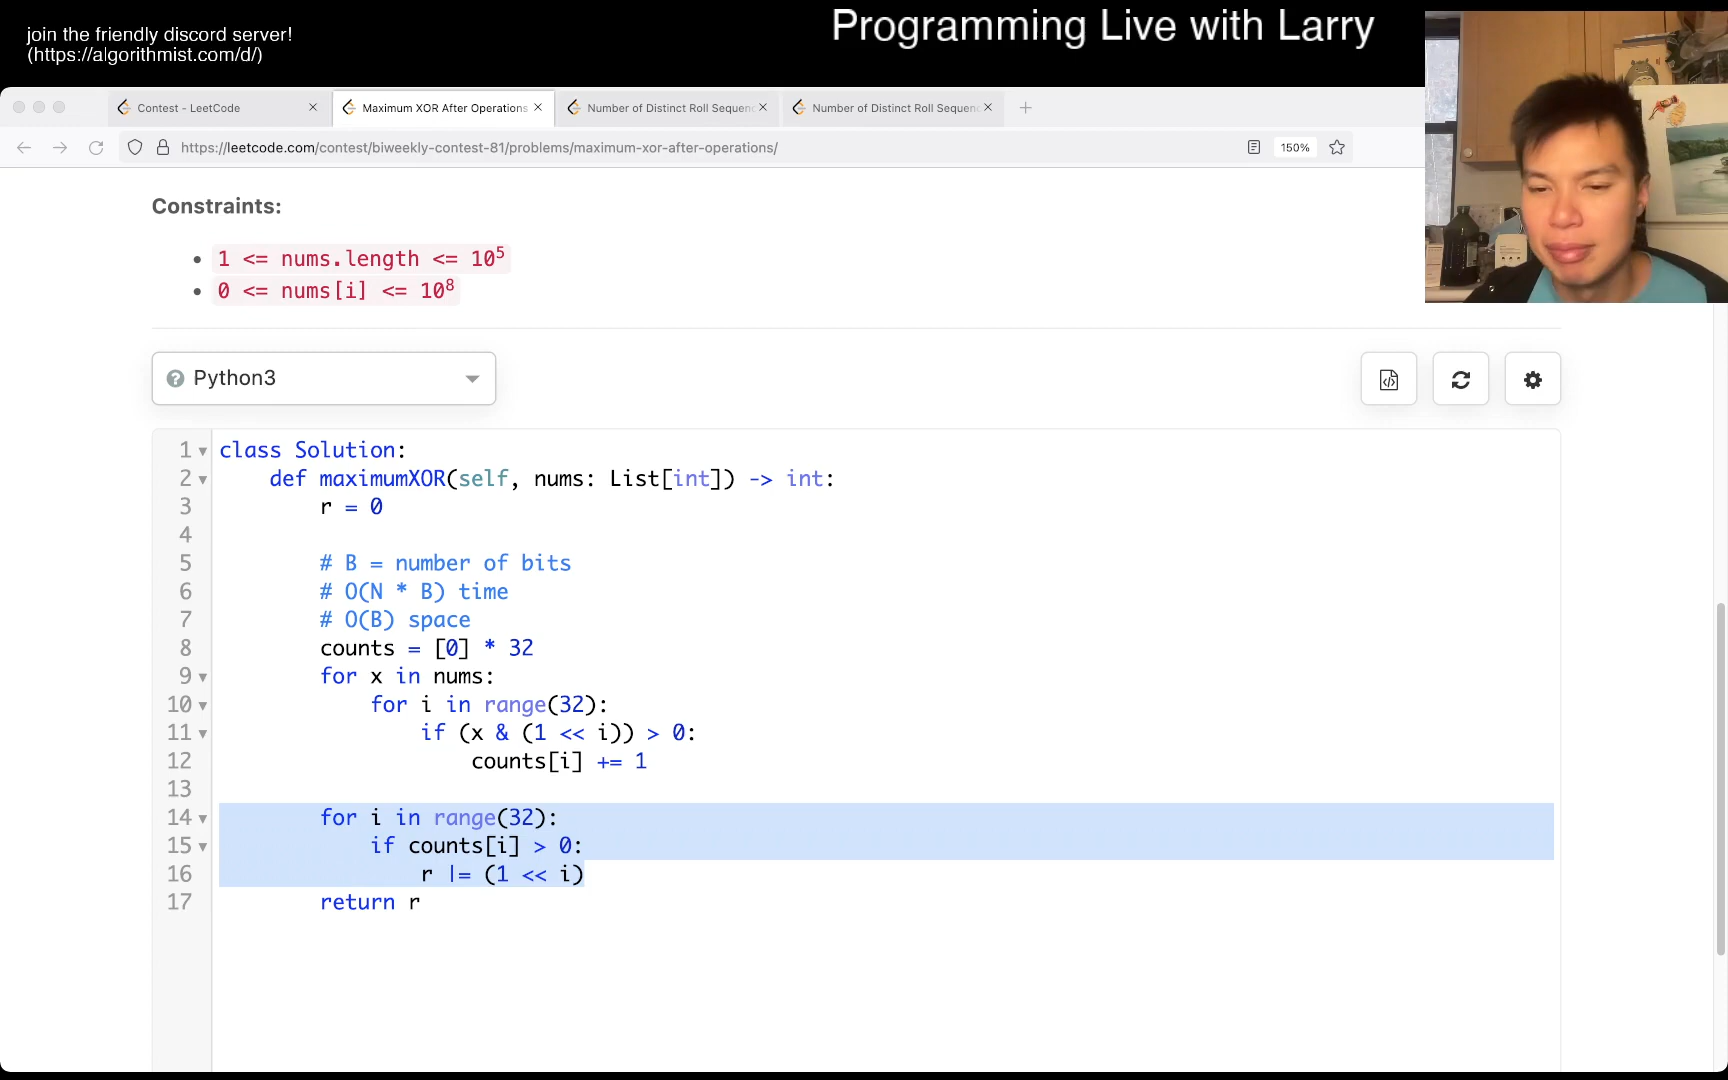 join the friendly discord server!
(https://algorithmist.com/d/)
Programming Live with Larry
Contest - LeetCode
Maximum XOR After Operations
Number of Distinct Roll Sequen
Number of Distinct Roll Sequen
https://leetcode.com/contest/biweekly-contest-81/problems/maximum-xor-after-operations/
150%
Constraints:
1 <= nums.length <= 10^5
0 <= nums[i] <= 10^8
Python3
1 class Solution:
2 def maximumXOR(self, nums: List[int]) -> int:
3 r = 0
4
5 # B = number of bits
6 # O(N * B) time
7 # O(B) space
8 counts = [0] * 32
9 for x in nums:
10 for i in range(32):
11 if (x & (1 << i)) > 0:
12 counts[i] += 1
13
14 for i in range(32):
15 if counts[i] > 0:
16 r |= (1 << i)
17 return r